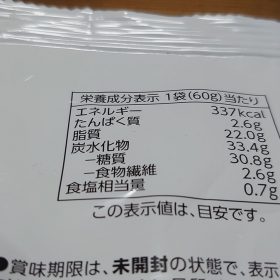 栄養成分表示 1袋(60g)当たり
エネルギー 337kcal
たんぱく質 2.6g
脂質 22.0g
炭水化物 33.4g
−糖質 30.8g
−食物繊維 2.6g
食塩相当量 0.7g
この表示値は、目安です。
●賞味期限は、未開封の状態で、表示